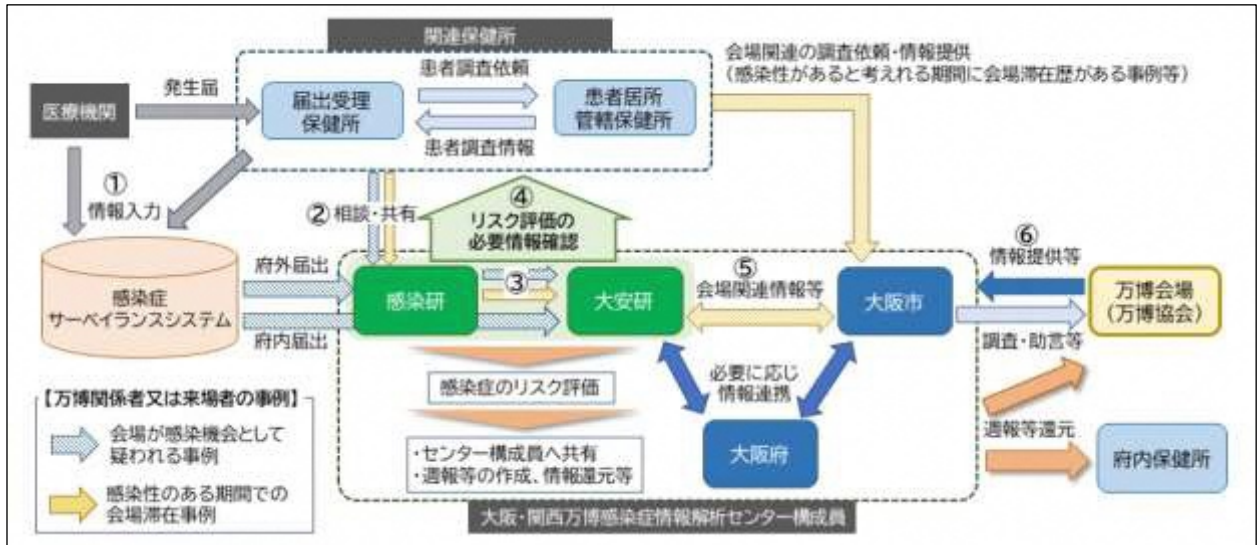 関連保健所
会場関連の調査依頼・情報提供
（感染性があると考えれる期間に会場滞在歴がある事例等）
医療機関
発生届
届出受理
保健所
患者調査依頼
患者調査情報
患者居所
管轄保健所
①
情報入力
②相談・共有
④
リスク評価の
必要情報確認
感染症
サーベイランスシステム
府外届出
府内届出
感染研
③
大安研
⑤
会場関連情報等
大阪市
⑥
情報提供等
調査・助言等
万博会場
（万博協会）
感染症のリスク評価
・センター構成員へ共有
・週報等の作成、情報還元等
必要に応じ
情報連携
大阪府
週報等還元
府内保健所
【万博関係者又は来場者の事例】
会場が感染機会として
疑われる事例
感染性のある期間での
会場滞在事例
大阪・関西万博感染症情報解析センター構成員